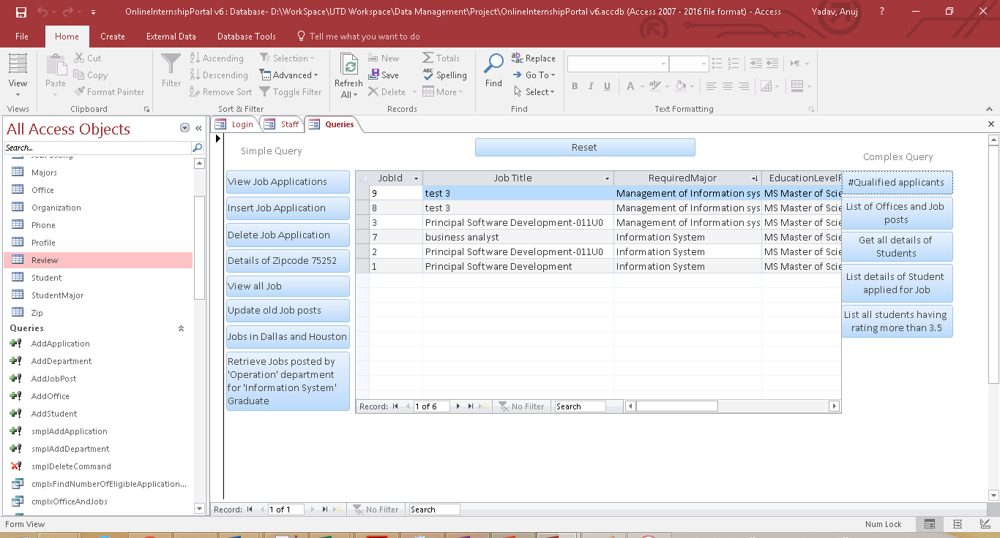 OnlineInternshipPortal v6 : Database- D:\WorkSpace\UTD Workspace\Data Management\Project\OnlineInternshipPortal v6.accdb (Access 2007 - 2016 file format) - Access
Yadav, Anuj
?
File
Home
Create
External Data
Database Tools
Tell me what you want to do
View
Views
Paste
Cut
Copy
Format Painter
Clipboard
Filter
Ascending
Descending
Remove Sort
Selection
Advanced
Toggle Filter
Sort & Filter
Refresh
All
New
Save
Delete
Totals
Spelling
More
Records
Find
Replace
Go To
Select
Find
B I U
A
Text Formatting
All Access Objects
Search...
Majors
Office
Organization
Phone
Profile
Review
Student
StudentMajor
Zip
Queries
AddApplication
AddDepartment
AddJobPost
AddOffice
AddStudent
smplAddApplication
smplAddDepartment
smplDeleteCommand
cmplxFindNumberOfEligibleApplication...
cmplxOfficeAndJobs
Login
Staff
Queries
Simple Query
Reset
Complex Query
View Job Applications
Insert Job Application
Delete Job Application
Details of Zipcode 75252
View all Job
Update old Job posts
Jobs in Dallas and Houston
Retrieve Jobs posted by
'Operation' department
for 'Information System'
Graduate
JobId Job Title RequiredMajor EducationLevelF
9 test 3 Management of Information sys MS Master of Scie
8 test 3 Management of Information sys MS Master of Scie
3 Principal Software Development-011U0 Management of Information sys MS Master of Scie
7 business analyst Information System MS Master of Scie
2 Principal Software Development-011U0 Information System MS Master of Scie
1 Principal Software Development Information System MS Master of Scie
Record: 1 of 6 No Filter Search
#Qualified applicants
List of Offices and Job
posts
Get all details of
Students
List details of Student
applied for Job
List all students having
rating more than 3.5
Record: 1 of 1 No Filter Search
Form View
Num Lock